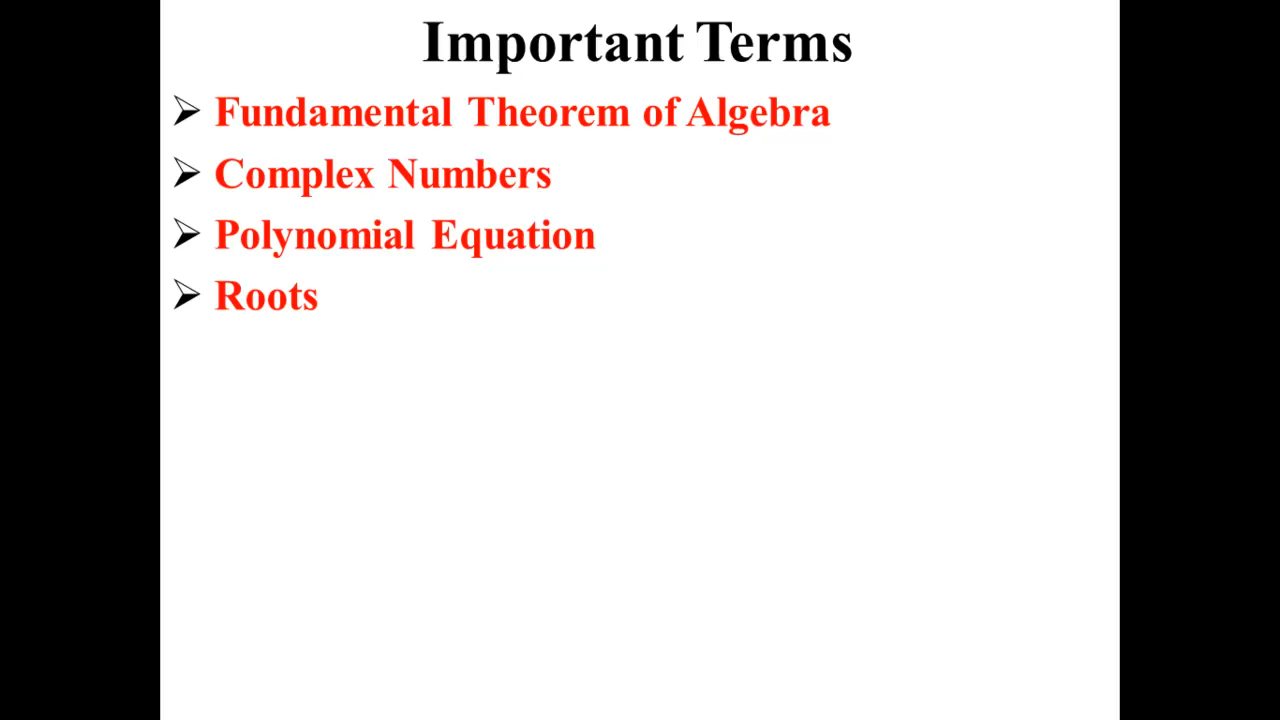 Important Terms
Fundamental Theorem of Algebra
Complex Numbers
Polynomial Equation
Roots